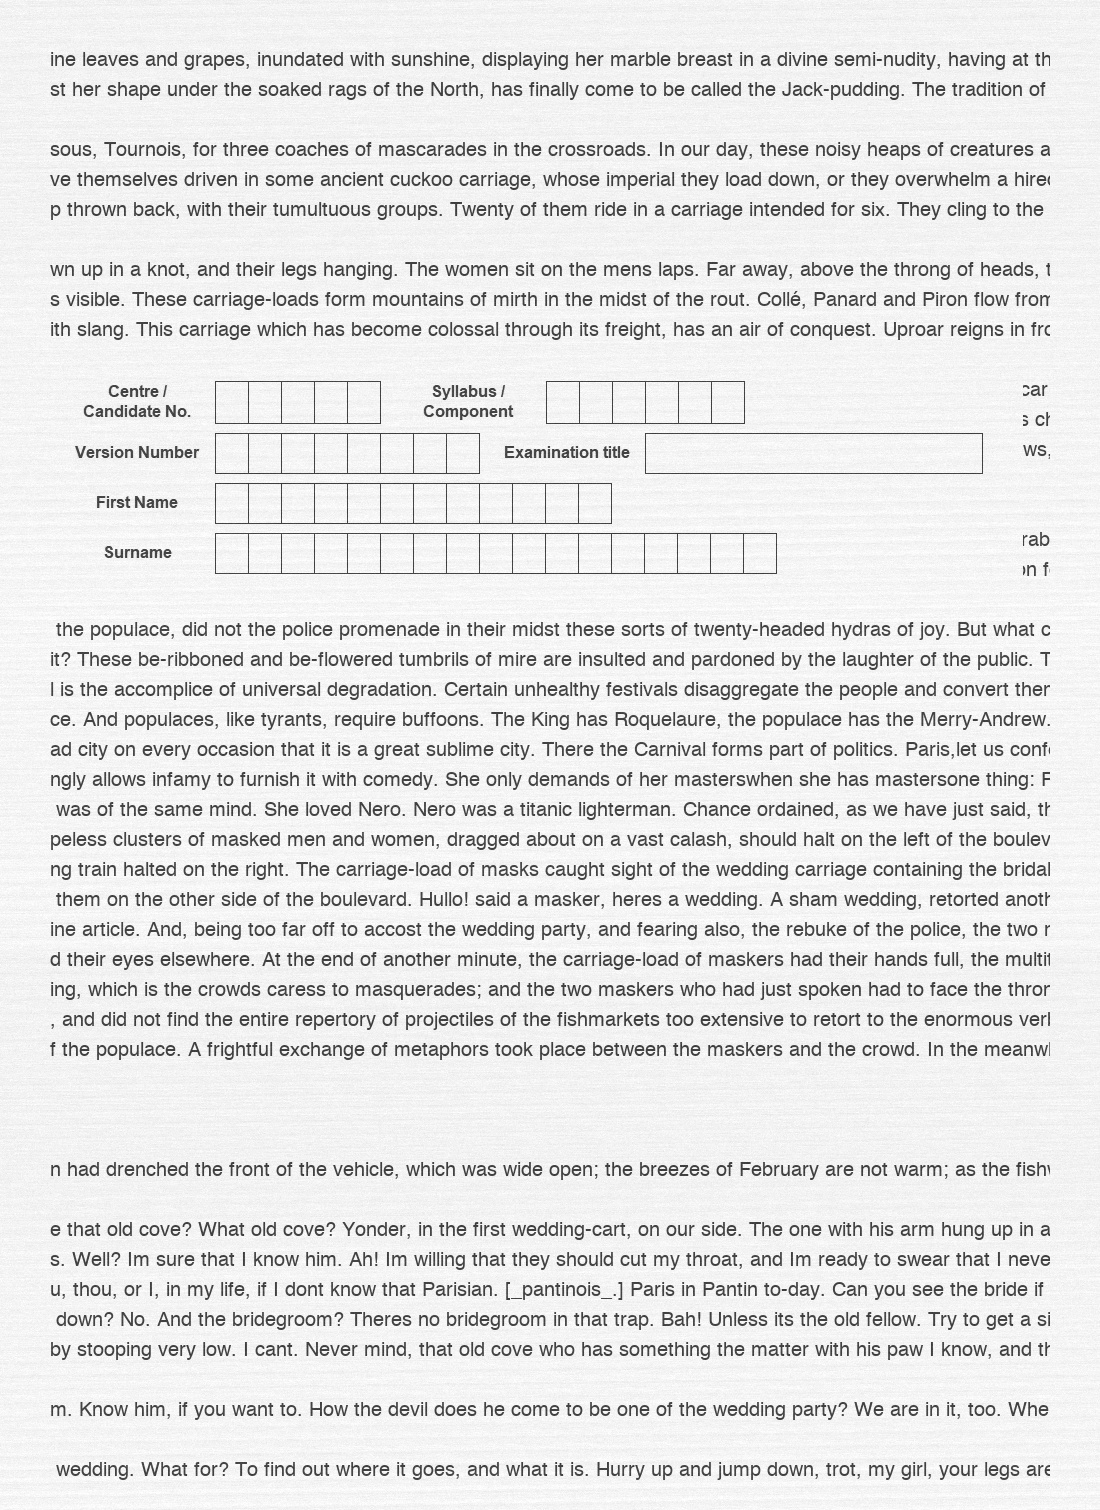 ine leaves and grapes, inundated with sunshine, displaying her marble breast in a divine semi-nudity, having at th
st her shape under the soaked rags of the North, has finally come to be called the Jack-pudding. The tradition of
sous, Tournois, for three coaches of mascarades in the crossroads. In our day, these noisy heaps of creatures a
ve themselves driven in some ancient cuckoo carriage, whose imperial they load down, or they overwhelm a hired
p thrown back, with their tumultuous groups. Twenty of them ride in a carriage intended for six. They cling to the
wn up in a knot, and their legs hanging. The women sit on the mens laps. Far away, above the throng of heads, t
s visible. These carriage-loads form mountains of mirth in the midst of the rout. Collé, Panard and Piron flow from
ith slang. This carriage which has become colossal through its freight, has an air of conquest. Uproar reigns in fro
car
s ch
ws,
rab
on fo
Centre /
Candidate No.
Syllabus /
Component
Version Number
Examination title
First Name
Surname
the populace, did not the police promenade in their midst these sorts of twenty-headed hydras of joy. But what c
it? These be-ribboned and be-flowered tumbrils of mire are insulted and pardoned by the laughter of the public. T
l is the accomplice of universal degradation. Certain unhealthy festivals disaggregate the people and convert them
ce. And populaces, like tyrants, require buffoons. The King has Roquelaure, the populace has the Merry-Andrew.
ad city on every occasion that it is a great sublime city. There the Carnival forms part of politics. Paris,let us confe
ngly allows infamy to furnish it with comedy. She only demands of her masterswhen she has mastersone thing: P
was of the same mind. She loved Nero. Nero was a titanic lighterman. Chance ordained, as we have just said, th
peless clusters of masked men and women, dragged about on a vast calash, should halt on the left of the boulev
ng train halted on the right. The carriage-load of masks caught sight of the wedding carriage containing the bridal
them on the other side of the boulevard. Hullo! said a masker, heres a wedding. A sham wedding, retorted anoth
ine article. And, being too far off to accost the wedding party, and fearing also, the rebuke of the police, the two m
d their eyes elsewhere. At the end of another minute, the carriage-load of maskers had their hands full, the multit
ing, which is the crowds caress to masquerades; and the two maskers who had just spoken had to face the thron
, and did not find the entire repertory of projectiles of the fishmarkets too extensive to retort to the enormous verb
f the populace. A frightful exchange of metaphors took place between the maskers and the crowd. In the meanwh
n had drenched the front of the vehicle, which was wide open; the breezes of February are not warm; as the fishw
e that old cove? What old cove? Yonder, in the first wedding-cart, on our side. The one with his arm hung up in a
s. Well? Im sure that I know him. Ah! Im willing that they should cut my throat, and Im ready to swear that I neve
u, thou, or I, in my life, if I dont know that Parisian. [_pantinois_.] Paris in Pantin to-day. Can you see the bride if
down? No. And the bridegroom? Theres no bridegroom in that trap. Bah! Unless its the old fellow. Try to get a si
by stooping very low. I cant. Never mind, that old cove who has something the matter with his paw I know, and th
m. Know him, if you want to. How the devil does he come to be one of the wedding party? We are in it, too. Whe
wedding. What for? To find out where it goes, and what it is. Hurry up and jump down, trot, my girl, your legs are